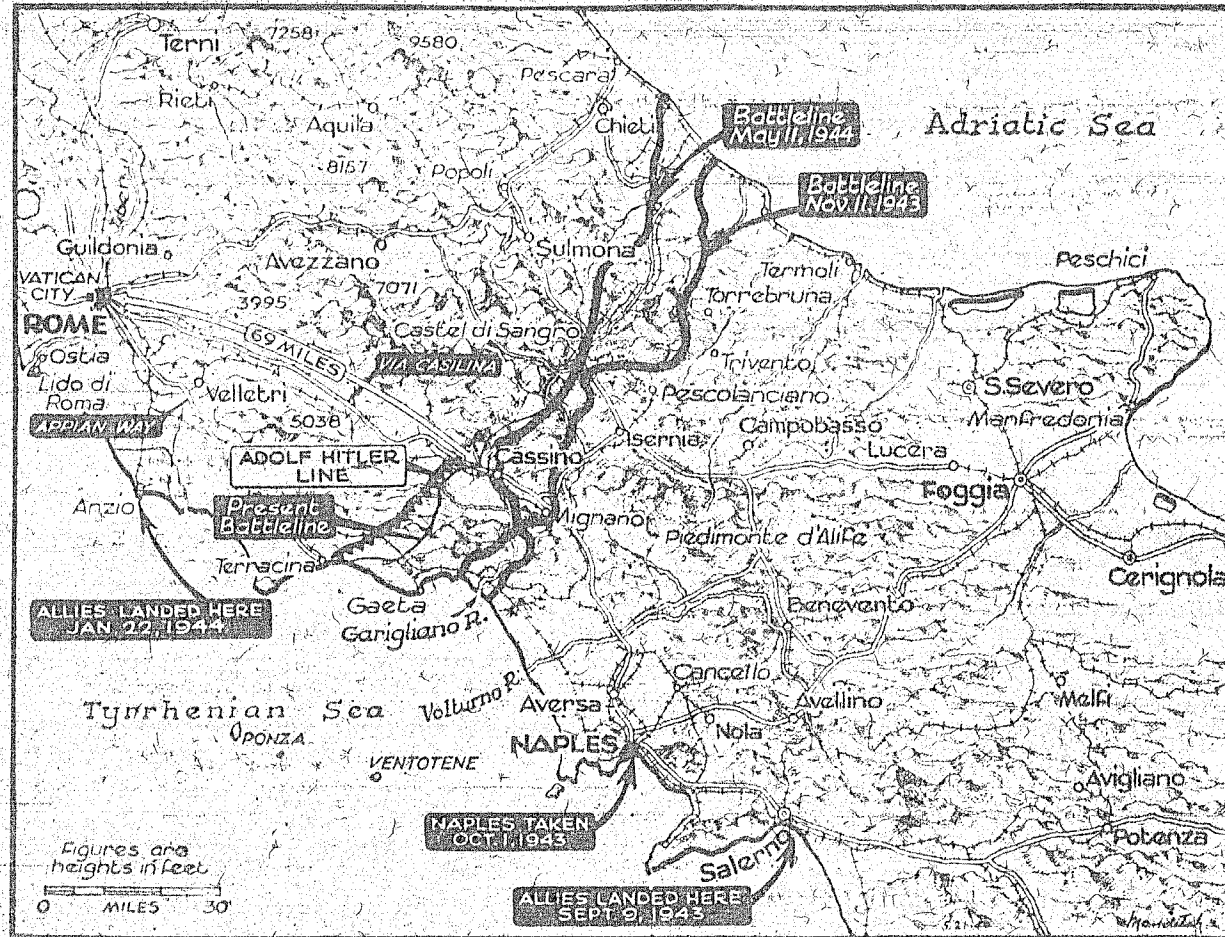 Terni
7258
9580
Pescara
Rieti
Aquila
Chieti
Battleline
May 11, 1944
Adriatic Sea
8157
Popoli
Battleline
Nov. 11, 1943
Guildonia
Avezzano
Sulmona
Termoli
Peschici
VATICAN
CITY
ROME
3995
7071
Torrebruna
Castel di Sangro
69 MILES
VIA CASILINA
Ostia
Lido di
Roma
Velletri
Trivento
S. Severo
Pescolanciano
Manfredonia
APPIAN WAY
5038
Isernia
Campobasso
Lucera
ADOLF HITLER
LINE
Cassino
Foggia
Anzio
Present
Battleline
Mignano
Piedimonte d'Alife
Terracina
Cerignola
ALLIES LANDED HERE
JAN. 22, 1944
Gaeta
Garigliano R.
Benevento
Cancello
Melfi
Tyrrhenian Sea
Volturno R.
Aversa
Avellino
PONZA
NAPLES
Nola
VENTOTENE
Avigliano
NAPLES TAKEN
OCT. 1, 1943
Potenza
Figures are
heights in feet
Salerno
0 MILES 30
ALLIES LANDED HERE
SEPT 9, 1943